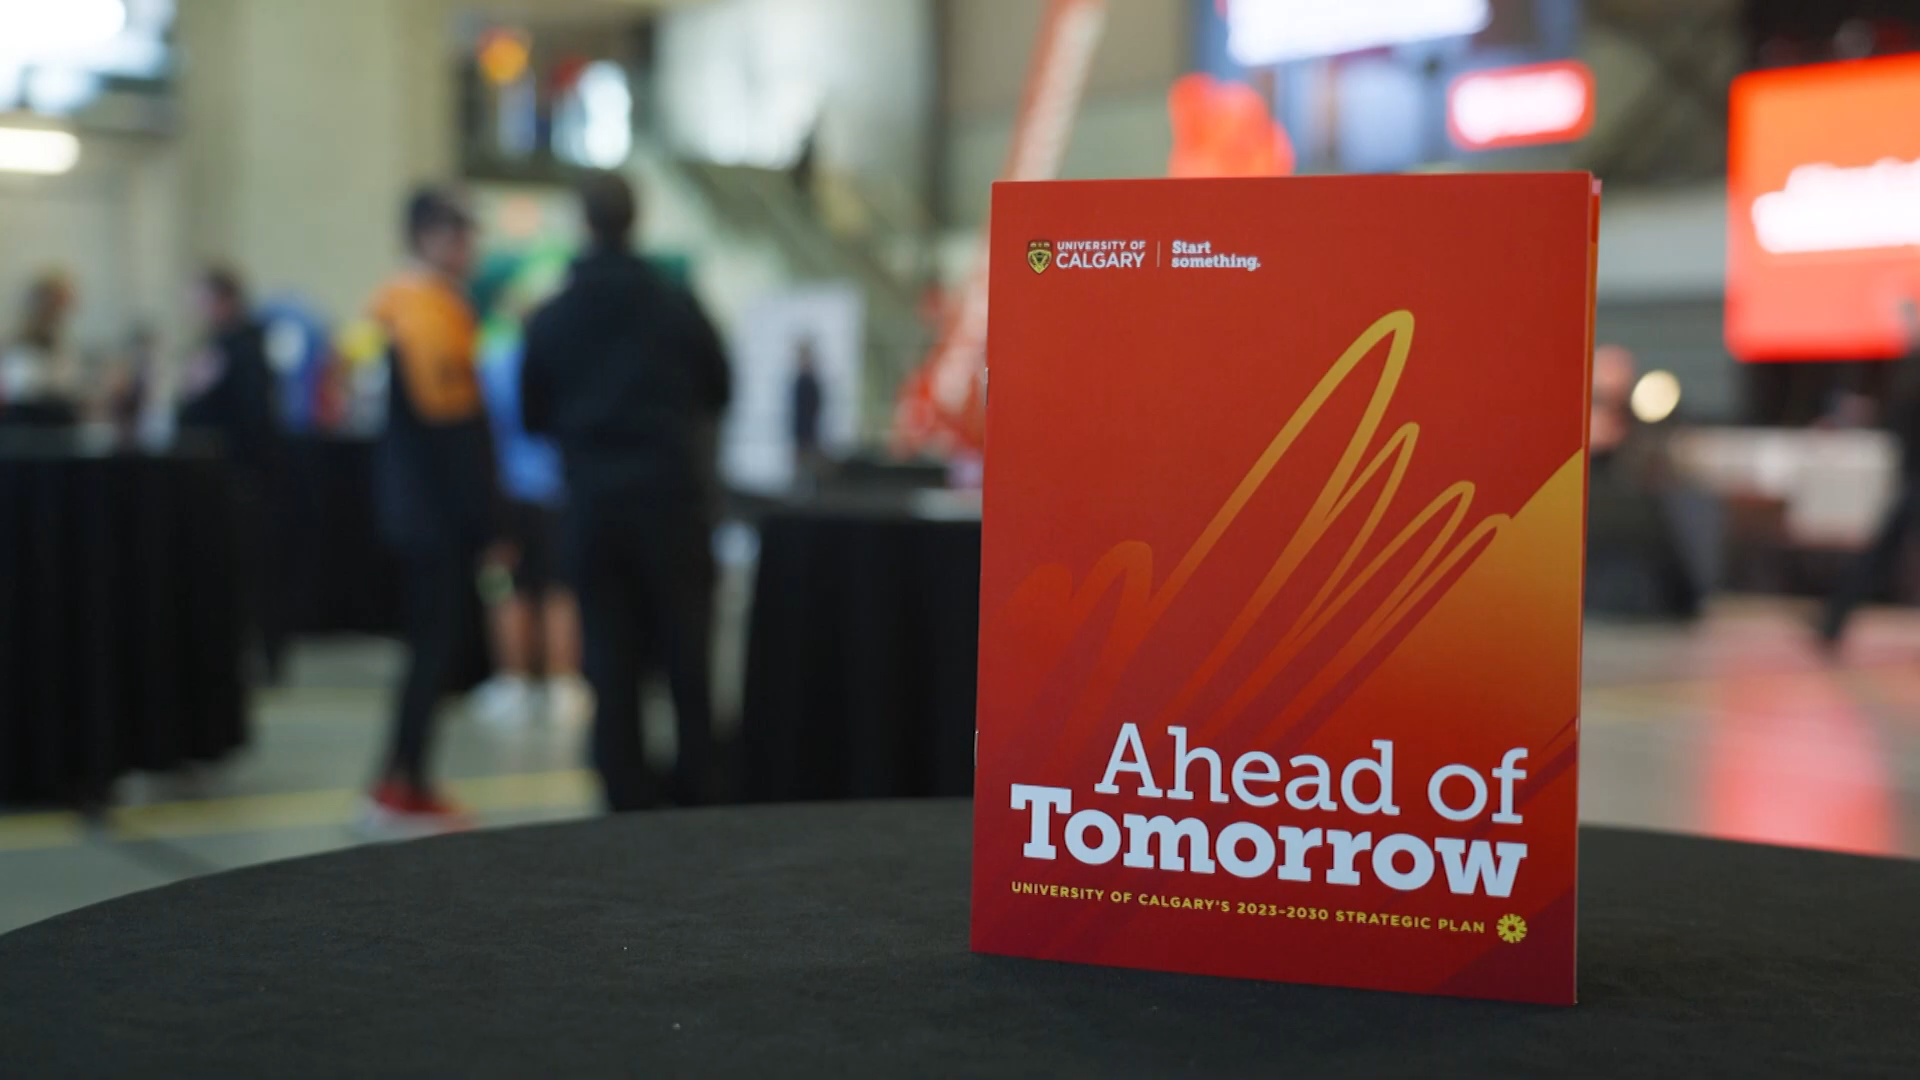 UNIVERSITY OF
CALGARY
Start
something.
Ahead of
Tomorrow
UNIVERSITY OF CALGARY'S 2023–2030 STRATEGIC PLAN